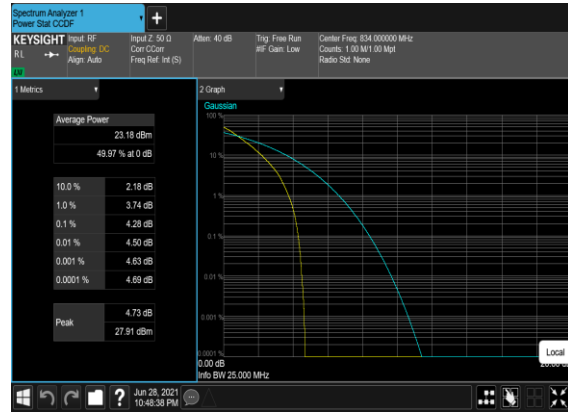 Spectrum Analyzer 1
Power Stat CCDF
+
KEYSIGHT
Input: RF
Input Z: 50 Ω
Atten: 40 dB
Trig: Free Run
Center Freq: 834.000000 MHz
R L
Coupling: DC
Corr CCorr
#IF Gain: Low
Counts: 1.00 M/1.00 Mpt
Align: Auto
Freq Ref: Int (S)
Radio Std: None
1 Metrics
2 Graph
Average Power
23.18 dBm
49.97 % at 0 dB
10.0 % 2.18 dB
1.0 % 3.74 dB
0.1 % 4.28 dB
0.01 % 4.50 dB
0.001 % 4.63 dB
0.0001 % 4.69 dB
Peak
4.73 dB
27.91 dBm
Gaussian
100 %
10 %
1 %
0.1 %
0.01 %
0.001 %
0.0001 %
0.00 dB
Info BW 25.000 MHz
Local
?
Jun 28, 2021
10:48:38 PM